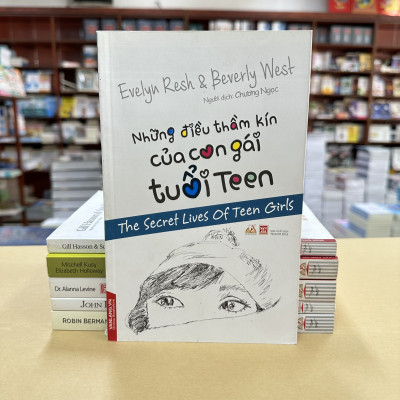 Evelyn Resh & Beverly West
Người dịch: Chương Ngọc
Những điều thầm kín
của con gái
tuổi Teen
The Secret Lives Of Teen Girls
Gill Hasson & Su
Mitchell Kusy
Elizabeth Holloway
Dr. Alanna Levine
JOHN
ROBIN BERMAN